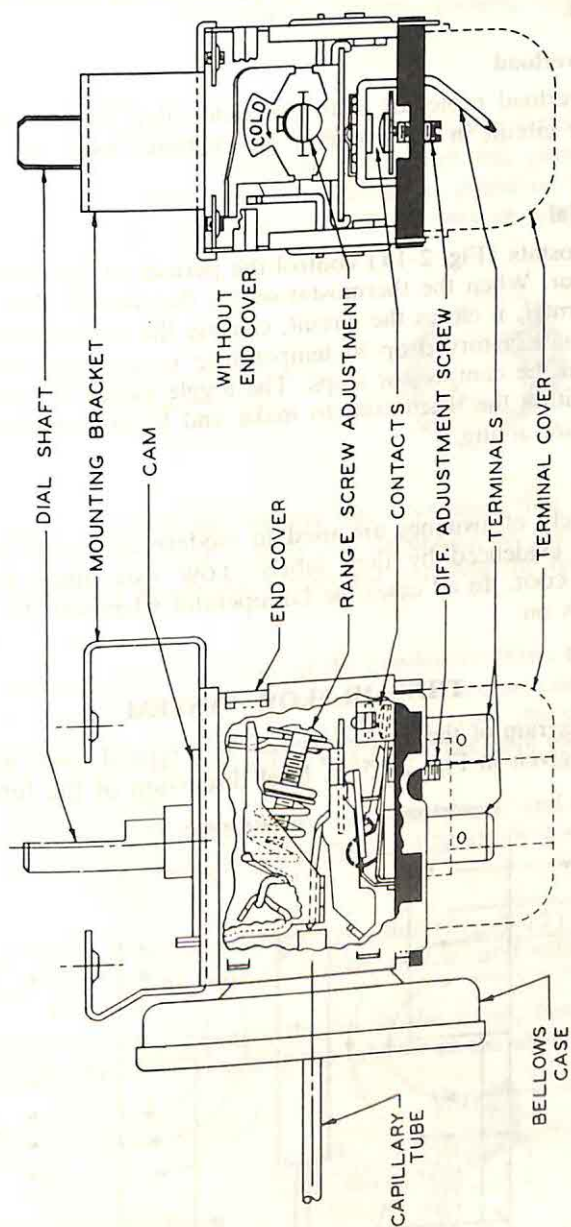 DIAL SHAFT
MOUNTING BRACKET
CAM
WITHOUT
END COVER
END COVER
COLD
RANGE SCREW ADJUSTMENT
CONTACTS
DIFF. ADJUSTMENT SCREW
TERMINALS
TERMINAL COVER
CAPILLARY
TUBE
BELLOWS
CASE